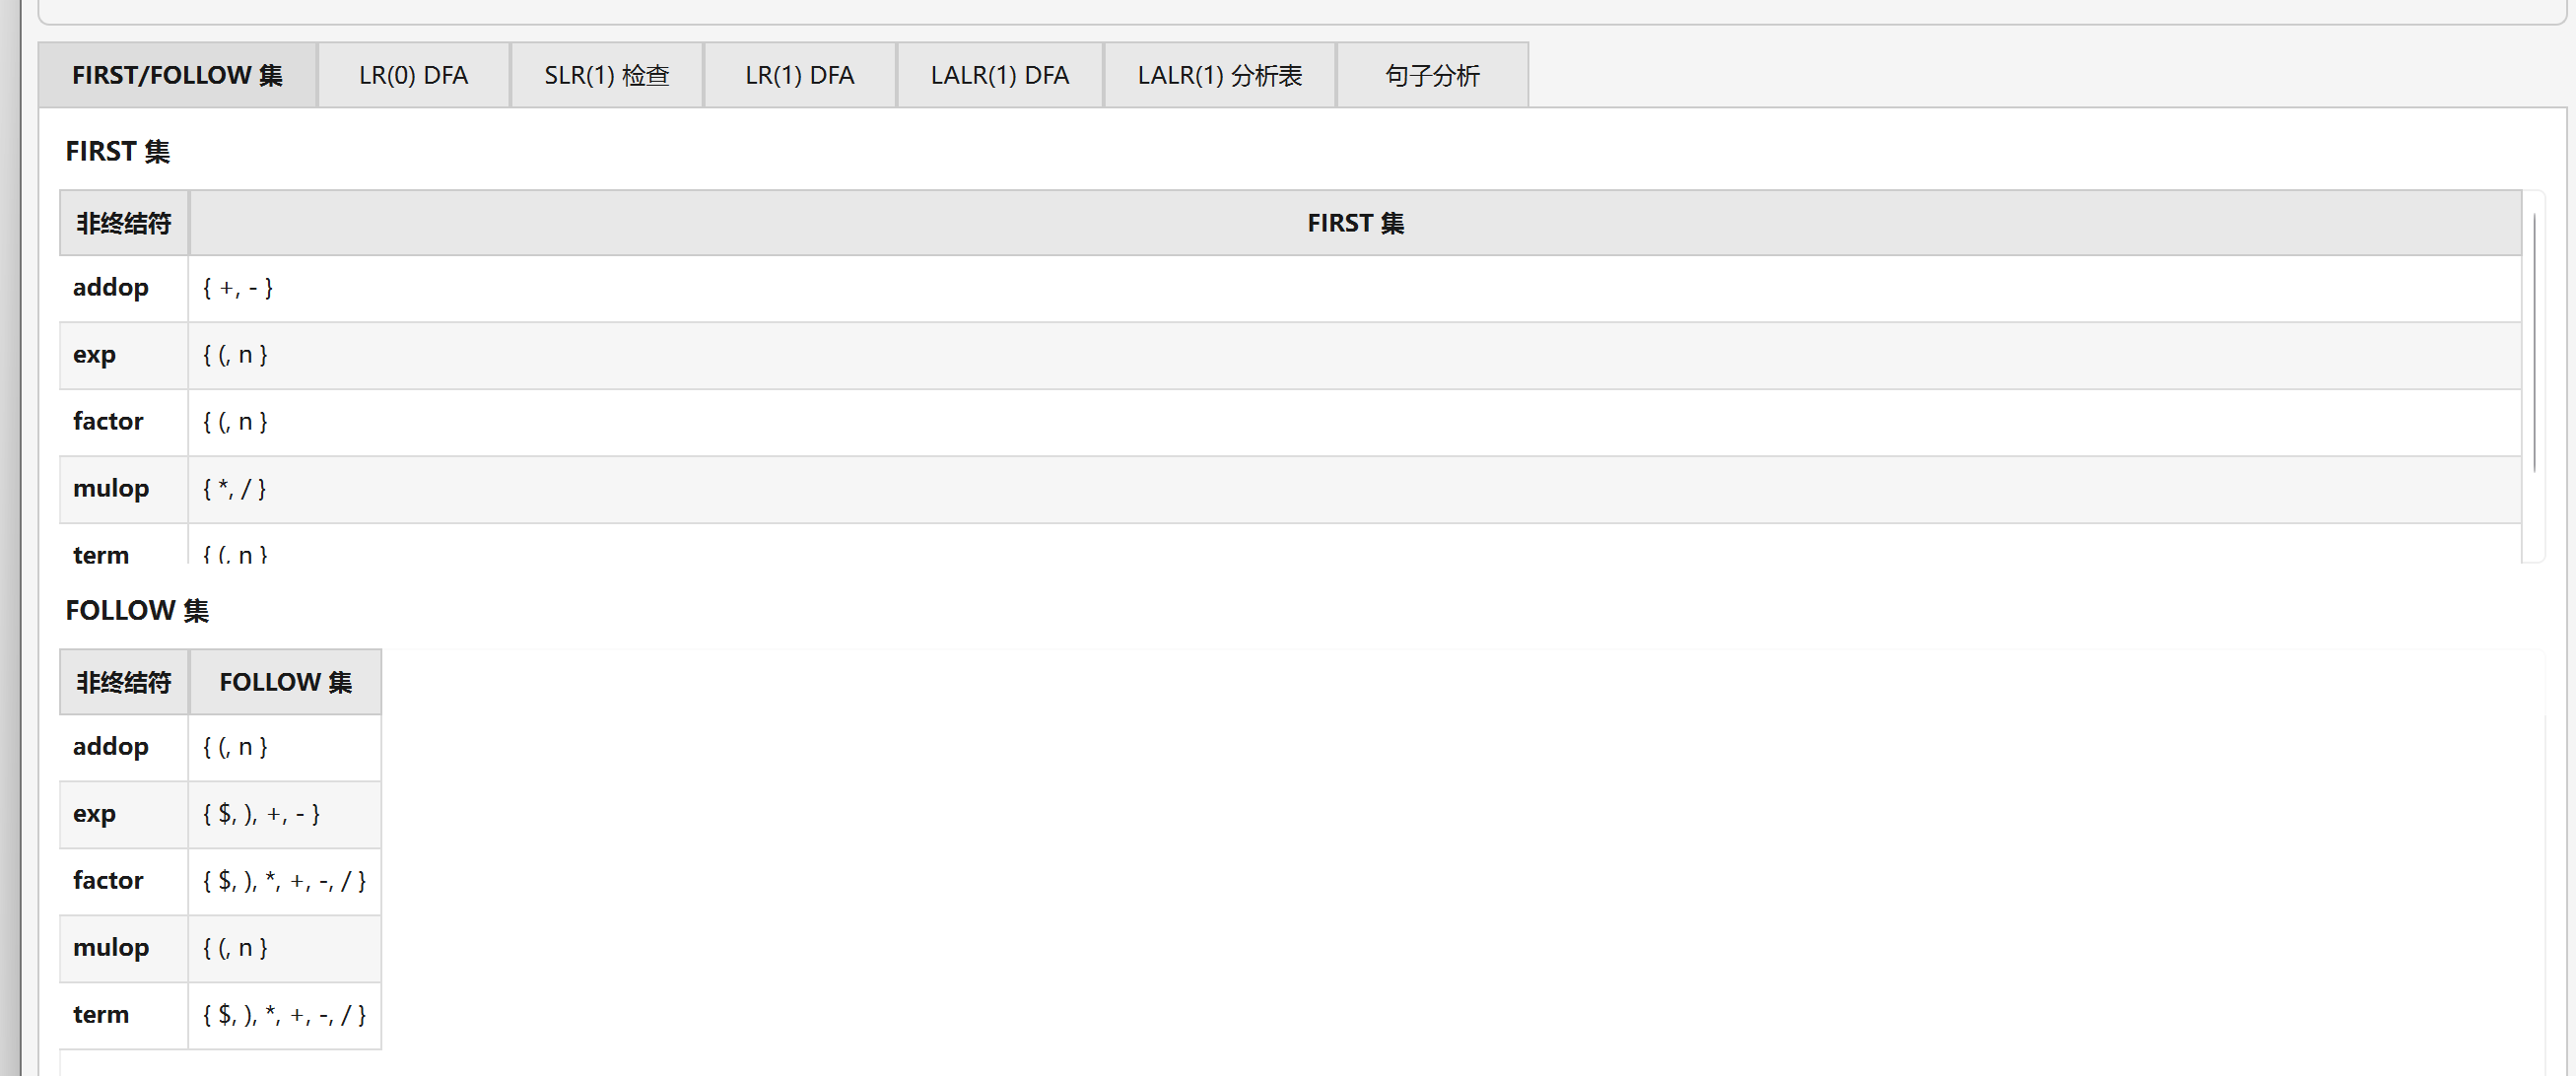 FIRST/FOLLOW 集 LR(0) DFA SLR(1) 检查 LR(1) DFA LALR(1) DFA LALR(1) 分析表 句子分析
FIRST 集
非终结符 FIRST 集
addop { +, - }
exp { (, n }
factor { (, n }
mulop { *, / }
term { (, n }
FOLLOW 集
非终结符 FOLLOW 集
addop { (, n }
exp { $, ), +, - }
factor { $, ), *, +, -, / }
mulop { (, n }
term { $, ), *, +, -, / }